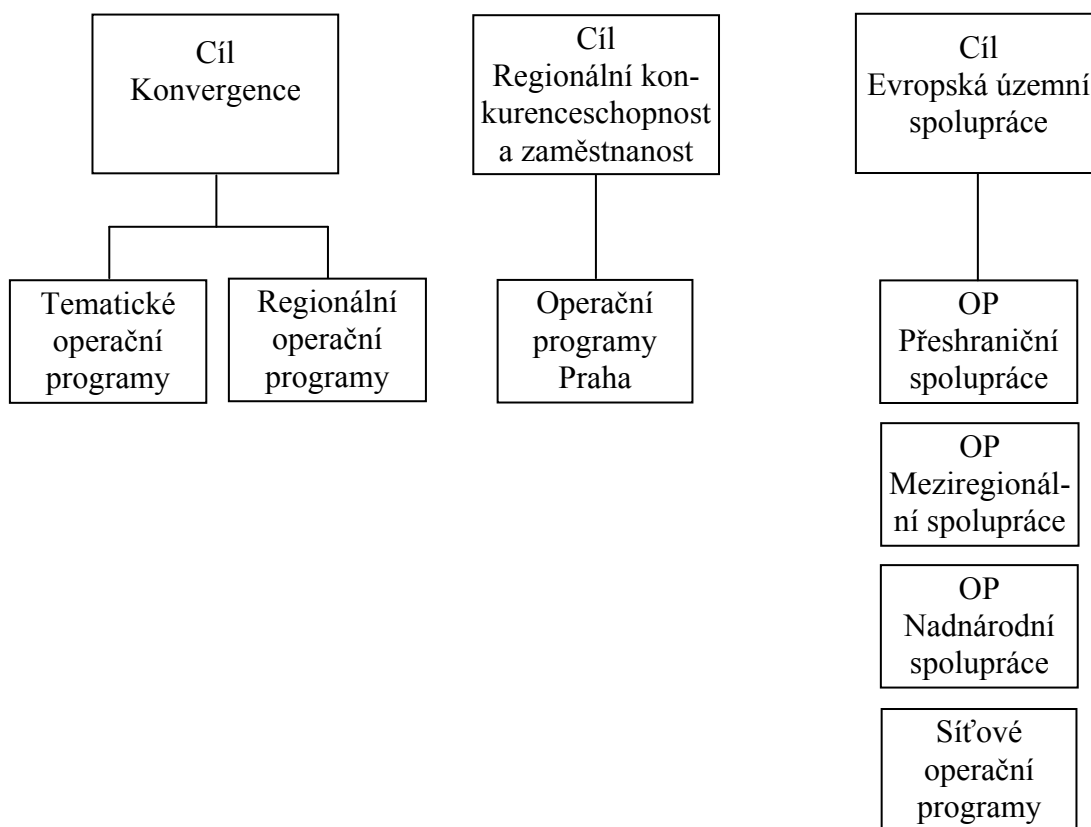 Cíl
Konvergence
Cíl
Regionální kon-
kurenceschopnost
a zaměstnanost
Cíl
Evropská územní
spolupráce
Tematické
operační
programy
Regionální
operační
programy
Operační
programy
Praha
OP
Přeshraniční
spolupráce
OP
Meziregionál-
ní spolupráce
OP
Nadnárodní
spolupráce
Síťové
operační
programy